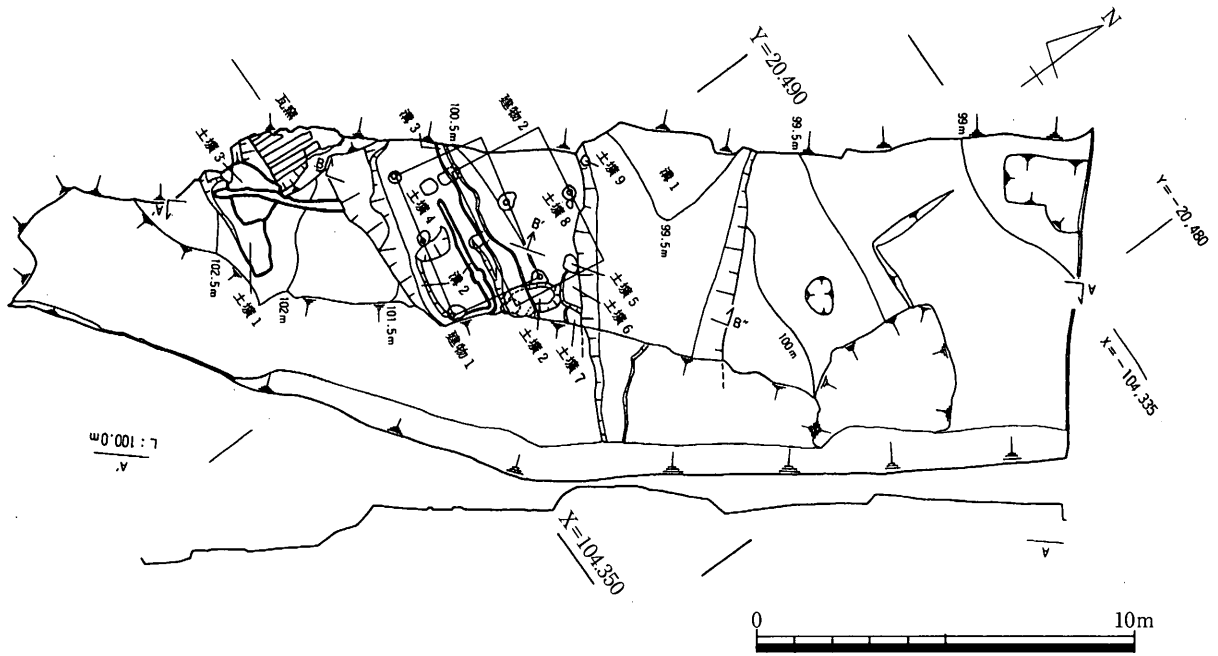 N
Y=20.490
Y=-20.480
瓦窯
土壙3
B
溝3
100.5m
建物2
土壙9
溝1
99.5m
99.5m
99m
A'
土壙4
土壙8
B'
102.5m
土壙1
102m
101.5m
溝2
建物1
土壙2
土壙7
土壙6
土壙5
B''
100m
A
X=-104.335
L:100.0m
A'
X=104.350
A
0
10m